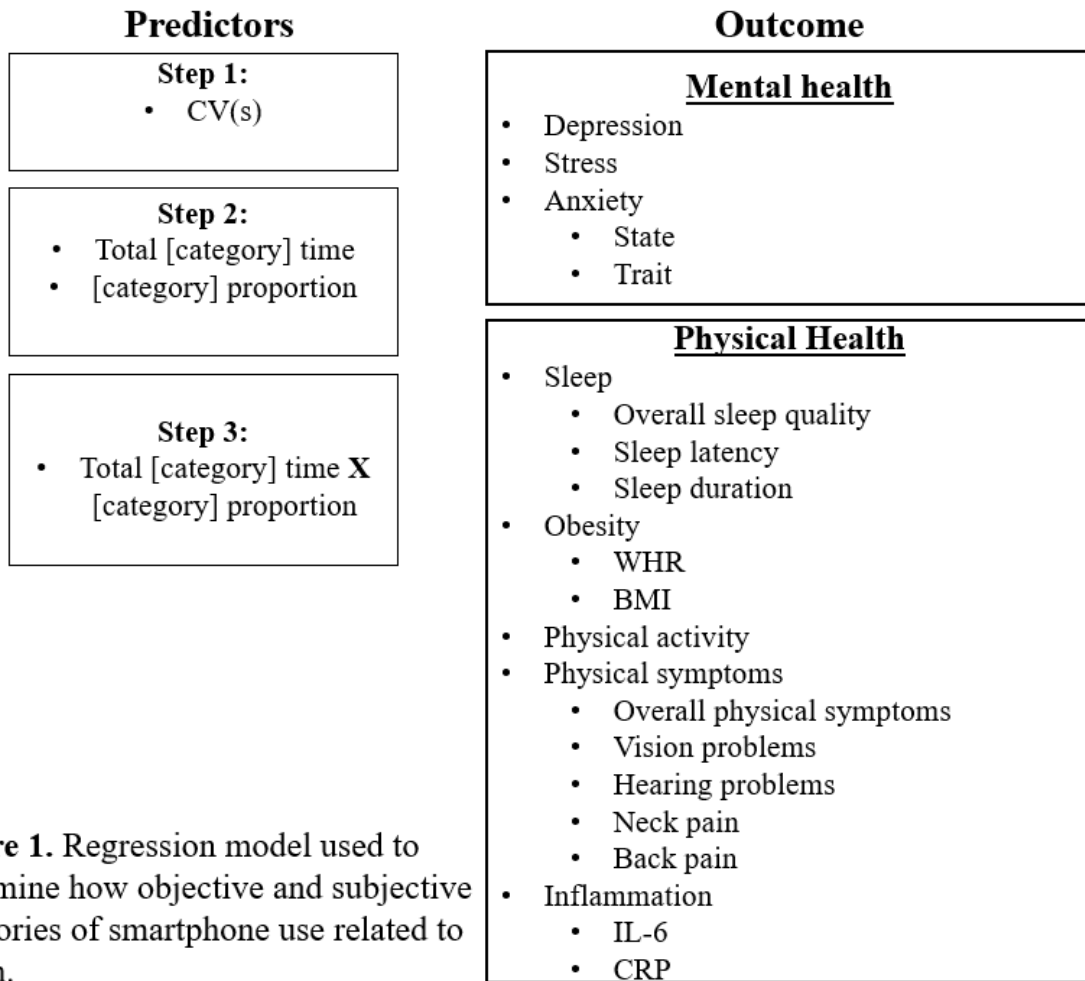 Predictors
Step 1:
• CV(s)
Step 2:
• Total [category] time
• [category] proportion
Step 3:
• Total [category] time X
[category] proportion
Outcome
Mental health
• Depression
• Stress
• Anxiety
• State
• Trait
Physical Health
• Sleep
• Overall sleep quality
• Sleep latency
• Sleep duration
• Obesity
• WHR
• BMI
• Physical activity
• Physical symptoms
• Overall physical symptoms
• Vision problems
• Hearing problems
• Neck pain
• Back pain
• Inflammation
• IL-6
• CRP
re 1. Regression model used to
mine how objective and subjective
ories of smartphone use related to